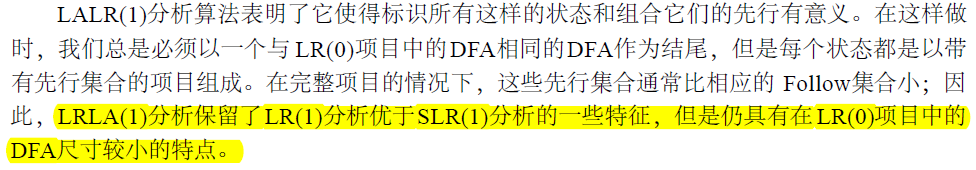 LALR(1)分析算法表明了它使得标识所有这样的状态和组合它们的先行有意义。在这样做
时，我们总是必须以一个与LR(0)项目中的DFA相同的DFA作为结尾，但是每个状态都是以带
有先行集合的项目组成。在完整项目的情况下，这些先行集合通常比相应的 Follow集合小；因
此，LRLA(1)分析保留了LR(1)分析优于SLR(1)分析的一些特征，但是仍具有在LR(0)项目中的
DFA尺寸较小的特点。